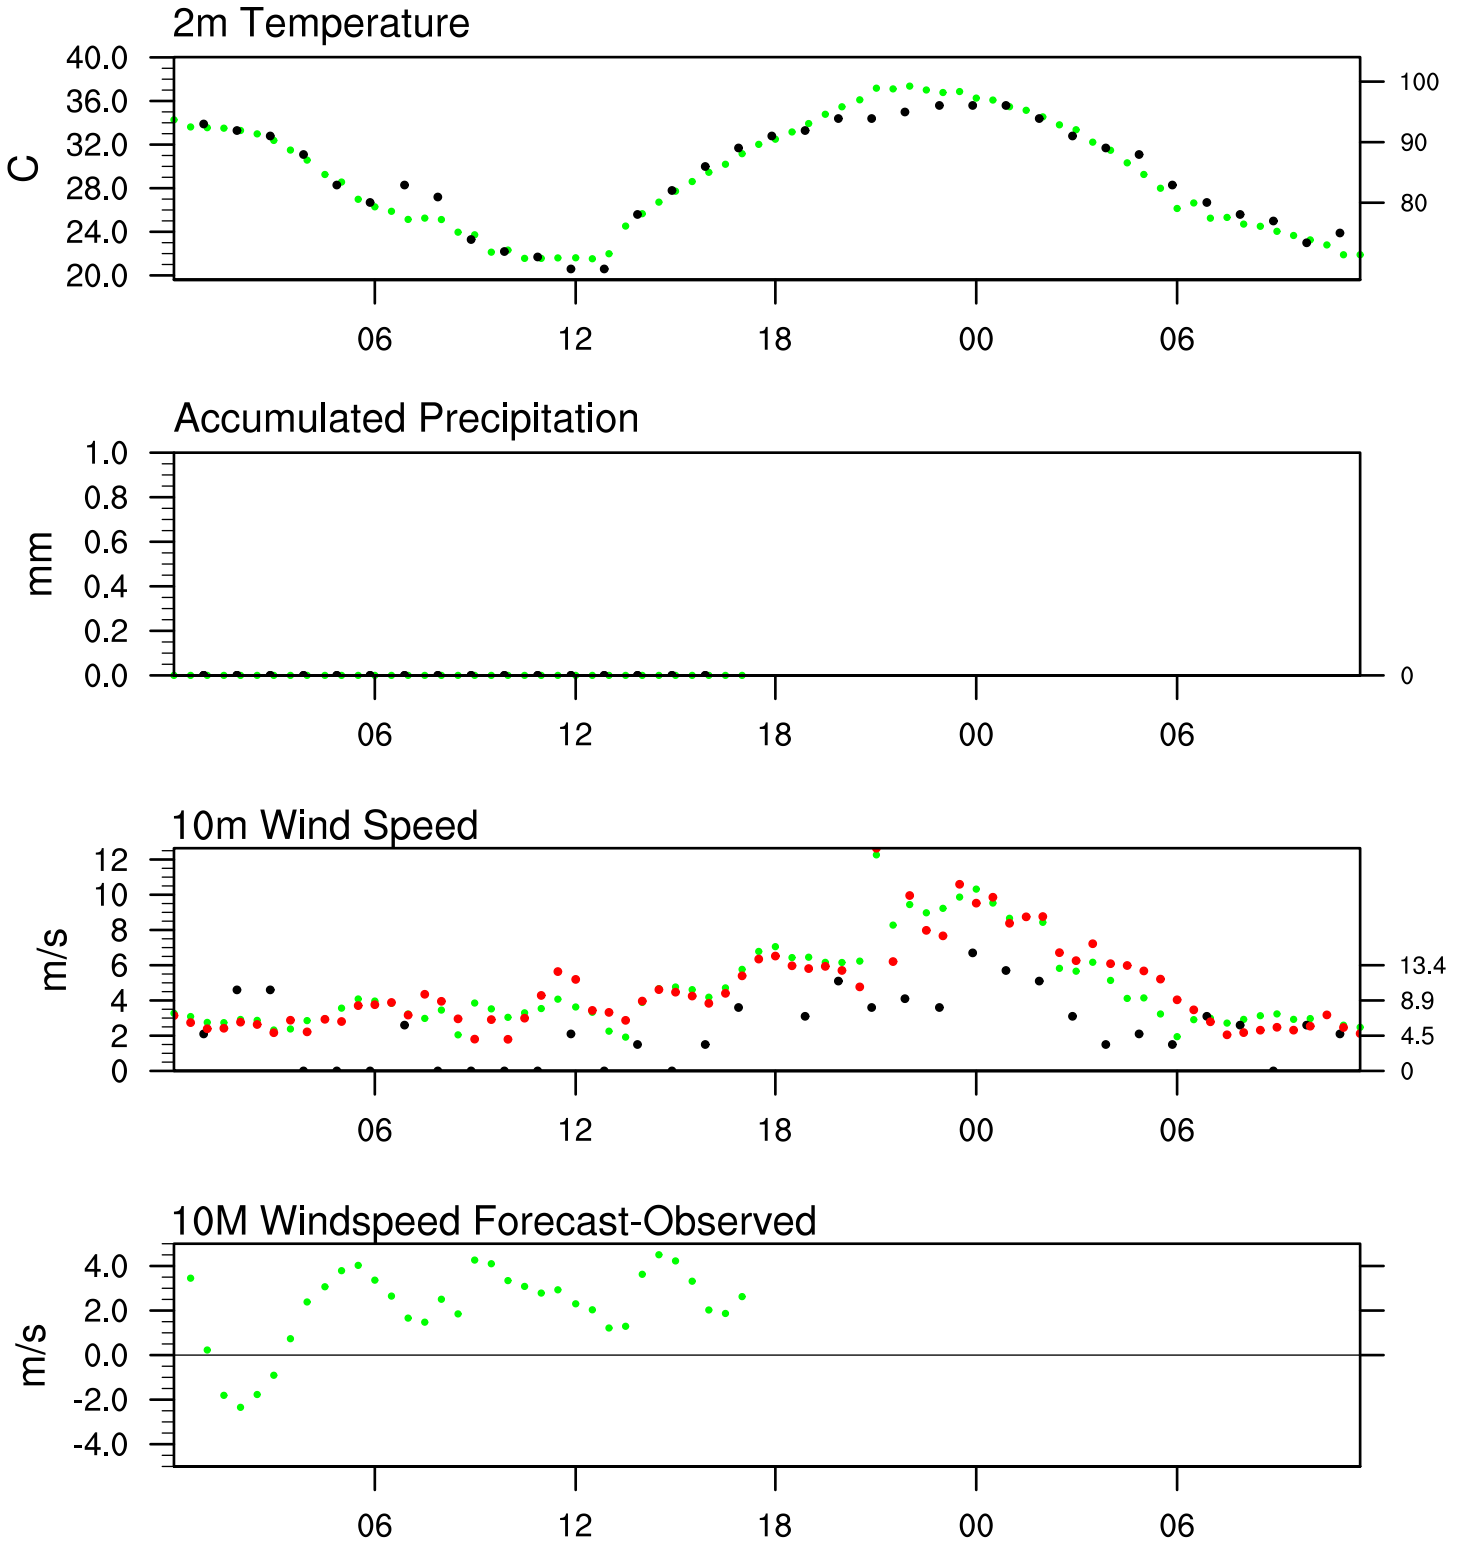 2m Temperature
40.0
36.0
32.0
28.0
24.0
20.0
C
100
90
80
06 12 18 00 06
Accumulated Precipitation
1.0
0.8
0.6
0.4
0.2
0.0
mm
0
06 12 18 00 06
10m Wind Speed
12
10
8
6
4
2
0
m/s
13.4
8.9
4.5
0
06 12 18 00 06
10M Windspeed Forecast-Observed
4.0
2.0
0.0
-2.0
-4.0
m/s
06 12 18 00 06